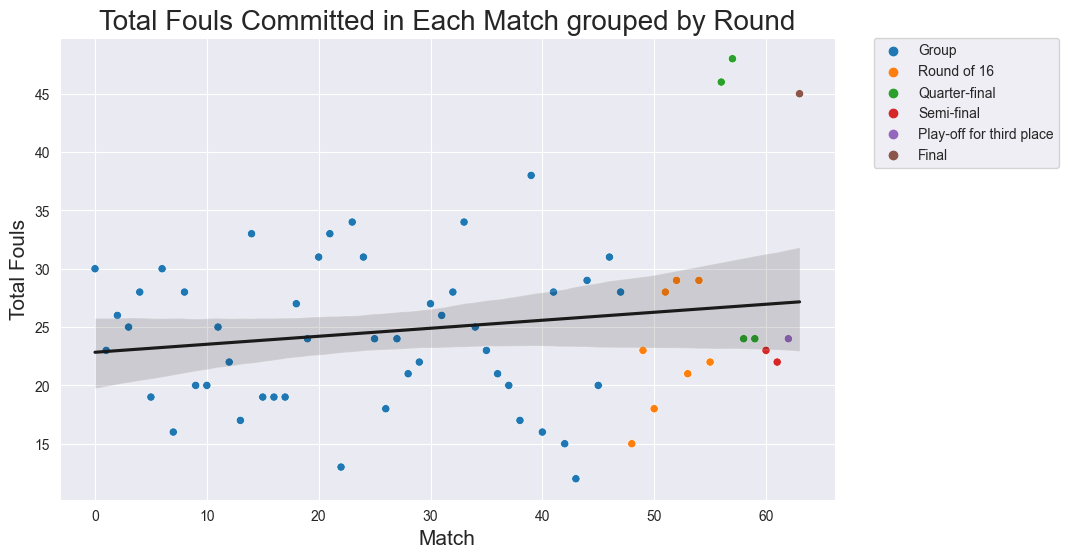 Total Fouls Committed in Each Match grouped by Round
Total Fouls
45
40
35
30
25
20
15
0 10 20 30 40 50 60
Match
Group
Round of 16
Quarter-final
Semi-final
Play-off for third place
Final